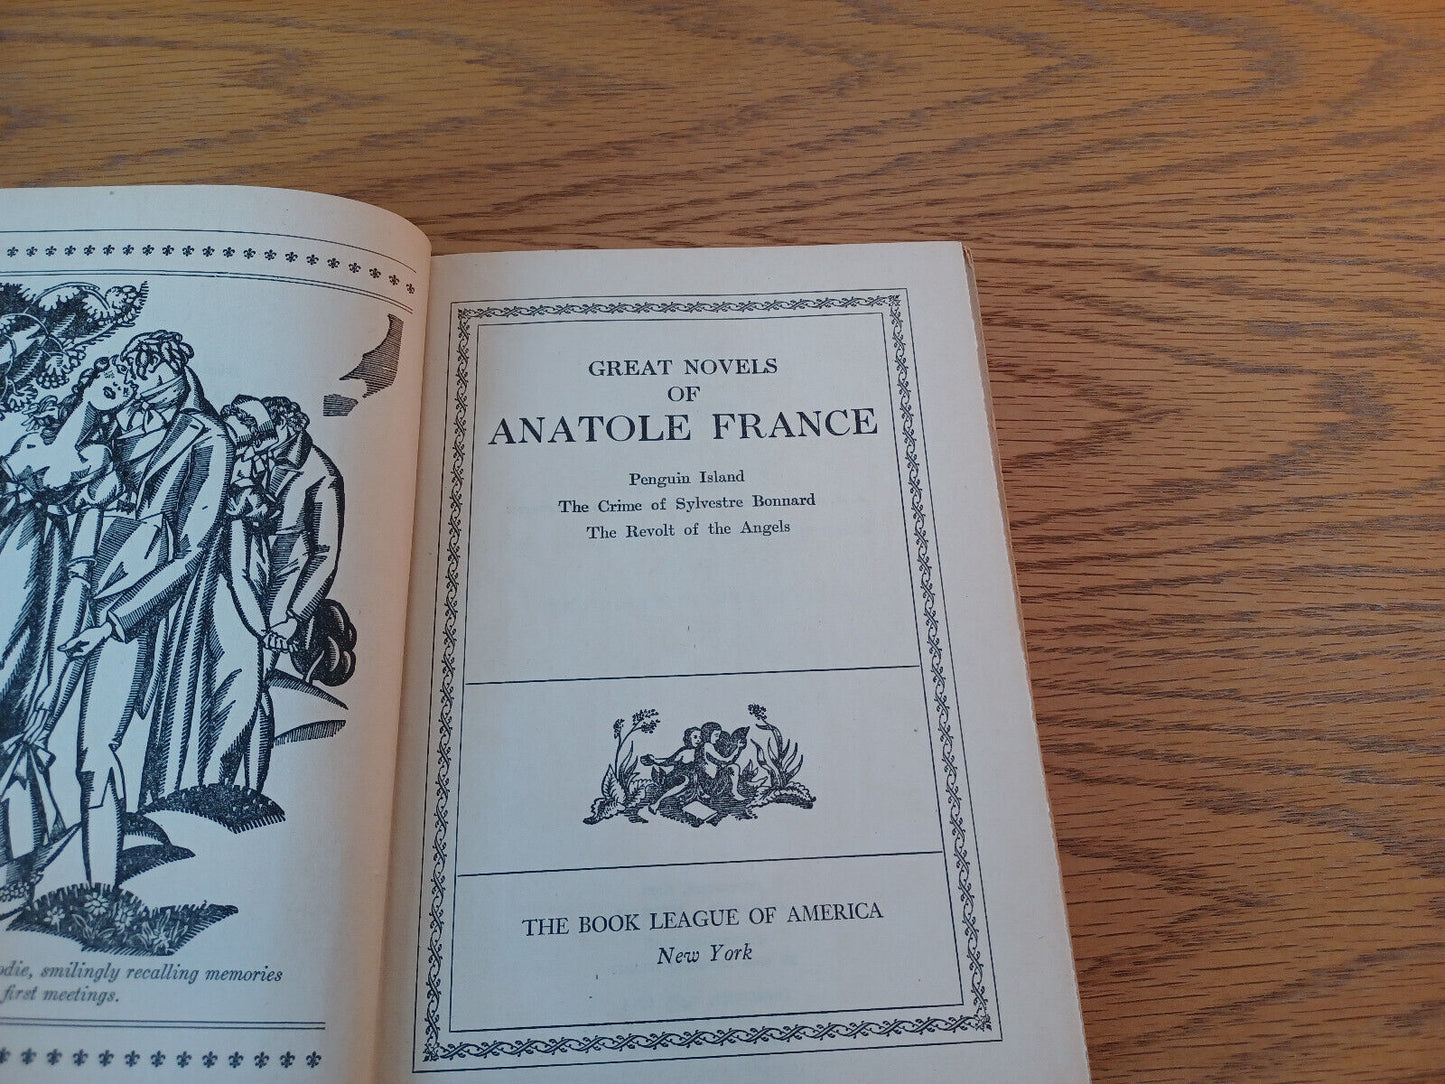 odie, smilingly recalling memories
first meetings.
GREAT NOVELS
OF
ANATOLE FRANCE
Penguin Island
The Crime of Sylvestre Bonnard
The Revolt of the Angels
THE BOOK LEAGUE OF AMERICA
New York